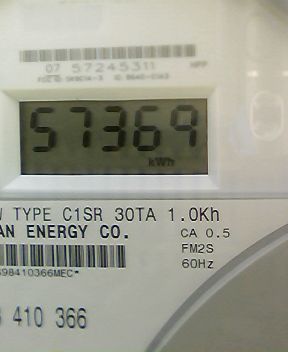 07 57245311
57369
kWh
TYPE C1SR 30TA 1.0Kh
AN ENERGY CO.
CA 0.5
FM2S
60Hz
98410366MEC*
410 366